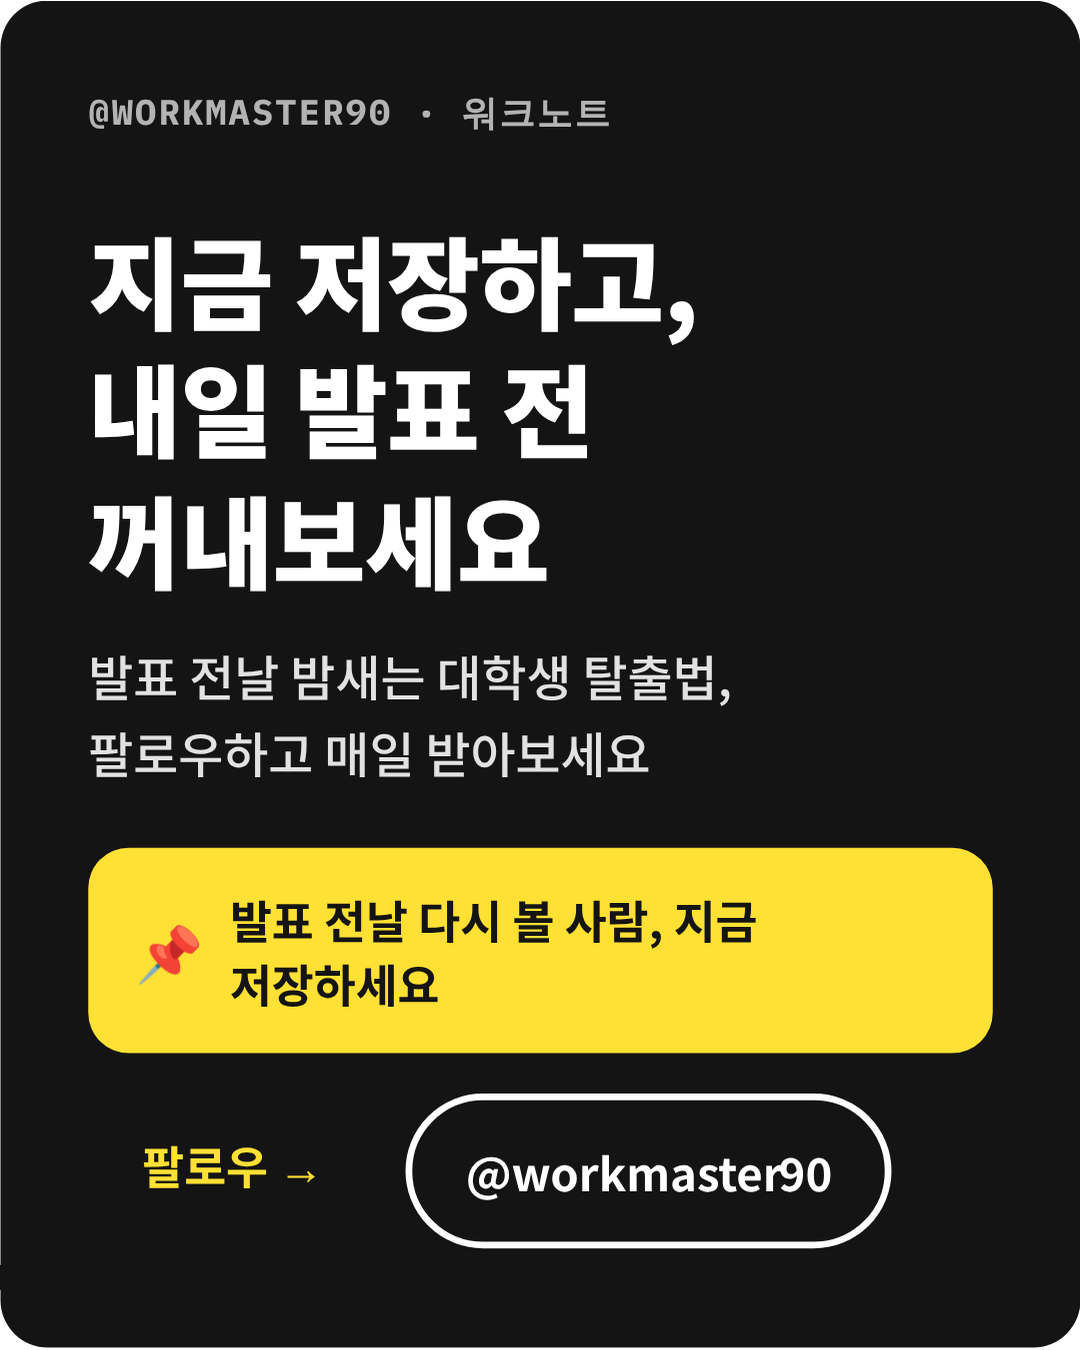 @WORKMASTER90 · 워크노트
지금 저장하고,
내일 발표 전
꺼내보세요
발표 전날 밤새는 대학생 탈출법,
팔로우하고 매일 받아보세요
발표 전날 다시 볼 사람, 지금
저장하세요
팔로우 →
@workmaster90